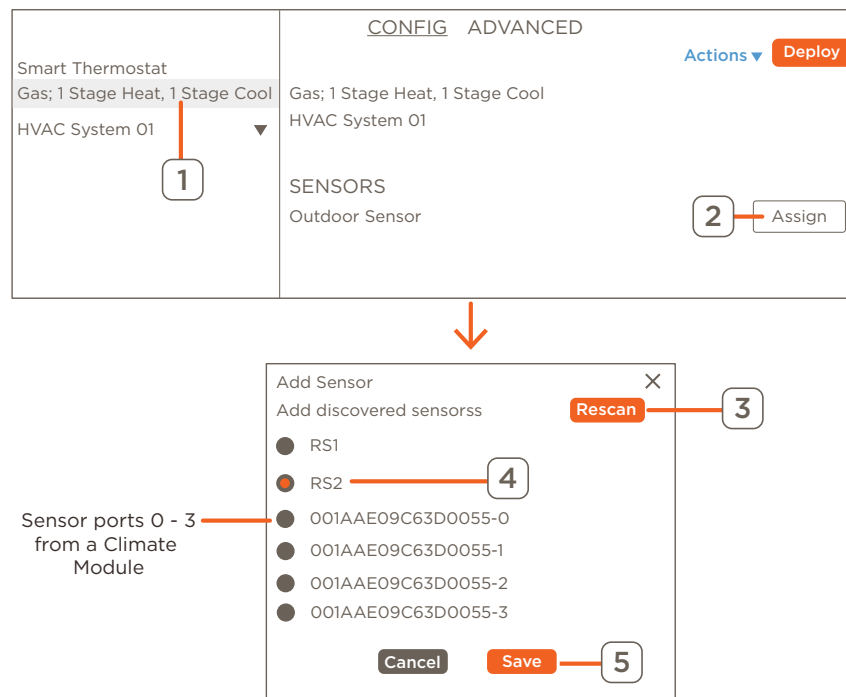 CONFIG ADVANCED
Actions ▼ Deploy
Smart Thermostat
Gas; 1 Stage Heat, 1 Stage Cool
HVAC System 01 ▼
1
Gas; 1 Stage Heat, 1 Stage Cool
HVAC System 01
SENSORS
Outdoor Sensor
2
Assign
Add Sensor
Add discovered sensorss
Rescan
3
RS1
RS2
4
Sensor ports 0 - 3
from a Climate
Module
001AAE09C63D0055-0
001AAE09C63D0055-1
001AAE09C63D0055-2
001AAE09C63D0055-3
Cancel Save
5